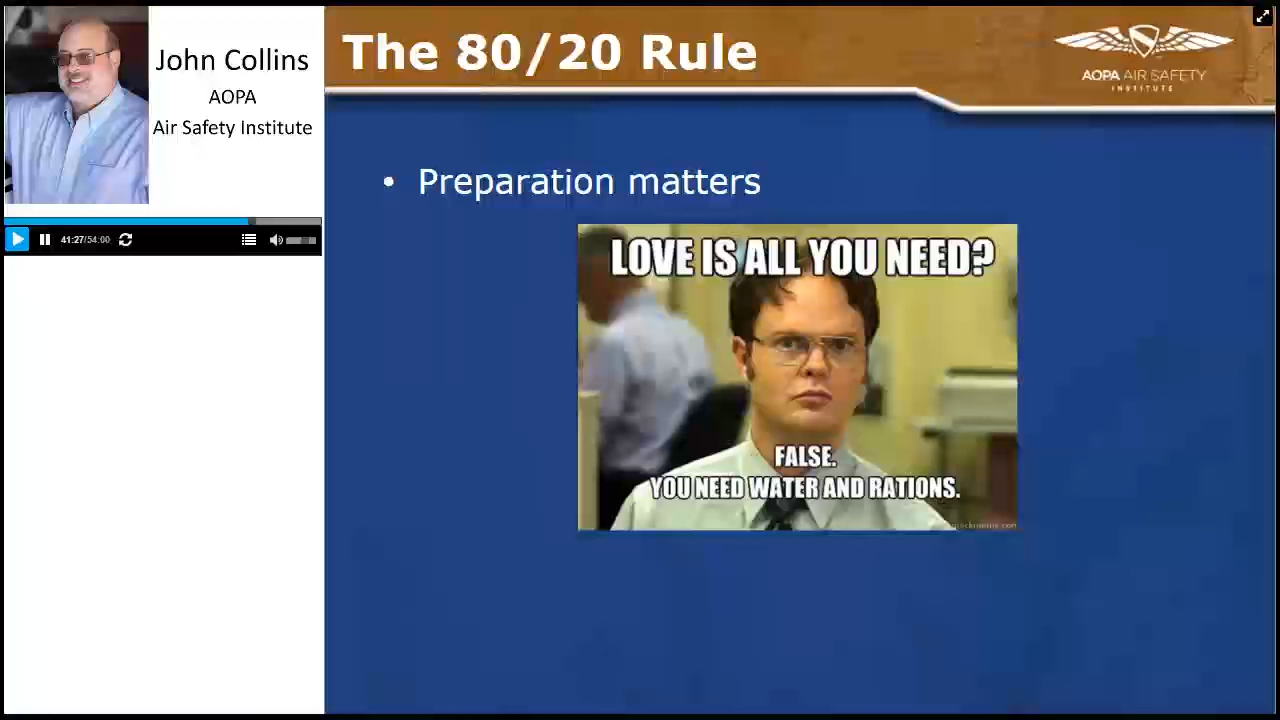 John Collins
AOPA
Air Safety Institute
41:27/54:00
The 80/20 Rule
AOPA AIR SAFETY
INSTITUTE
• Preparation matters
LOVE IS ALL YOU NEED?
FALSE.
YOU NEED WATER AND RATIONS.